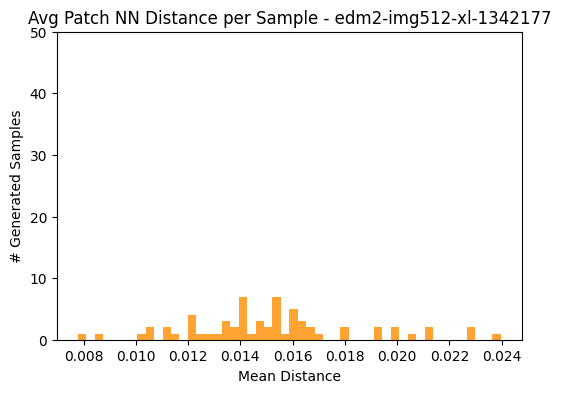 Avg Patch NN Distance per Sample - edm2-img512-xl-1342177
50
40
30
20
10
0
# Generated Samples
0.008 0.010 0.012 0.014 0.016 0.018 0.020 0.022 0.024
Mean Distance